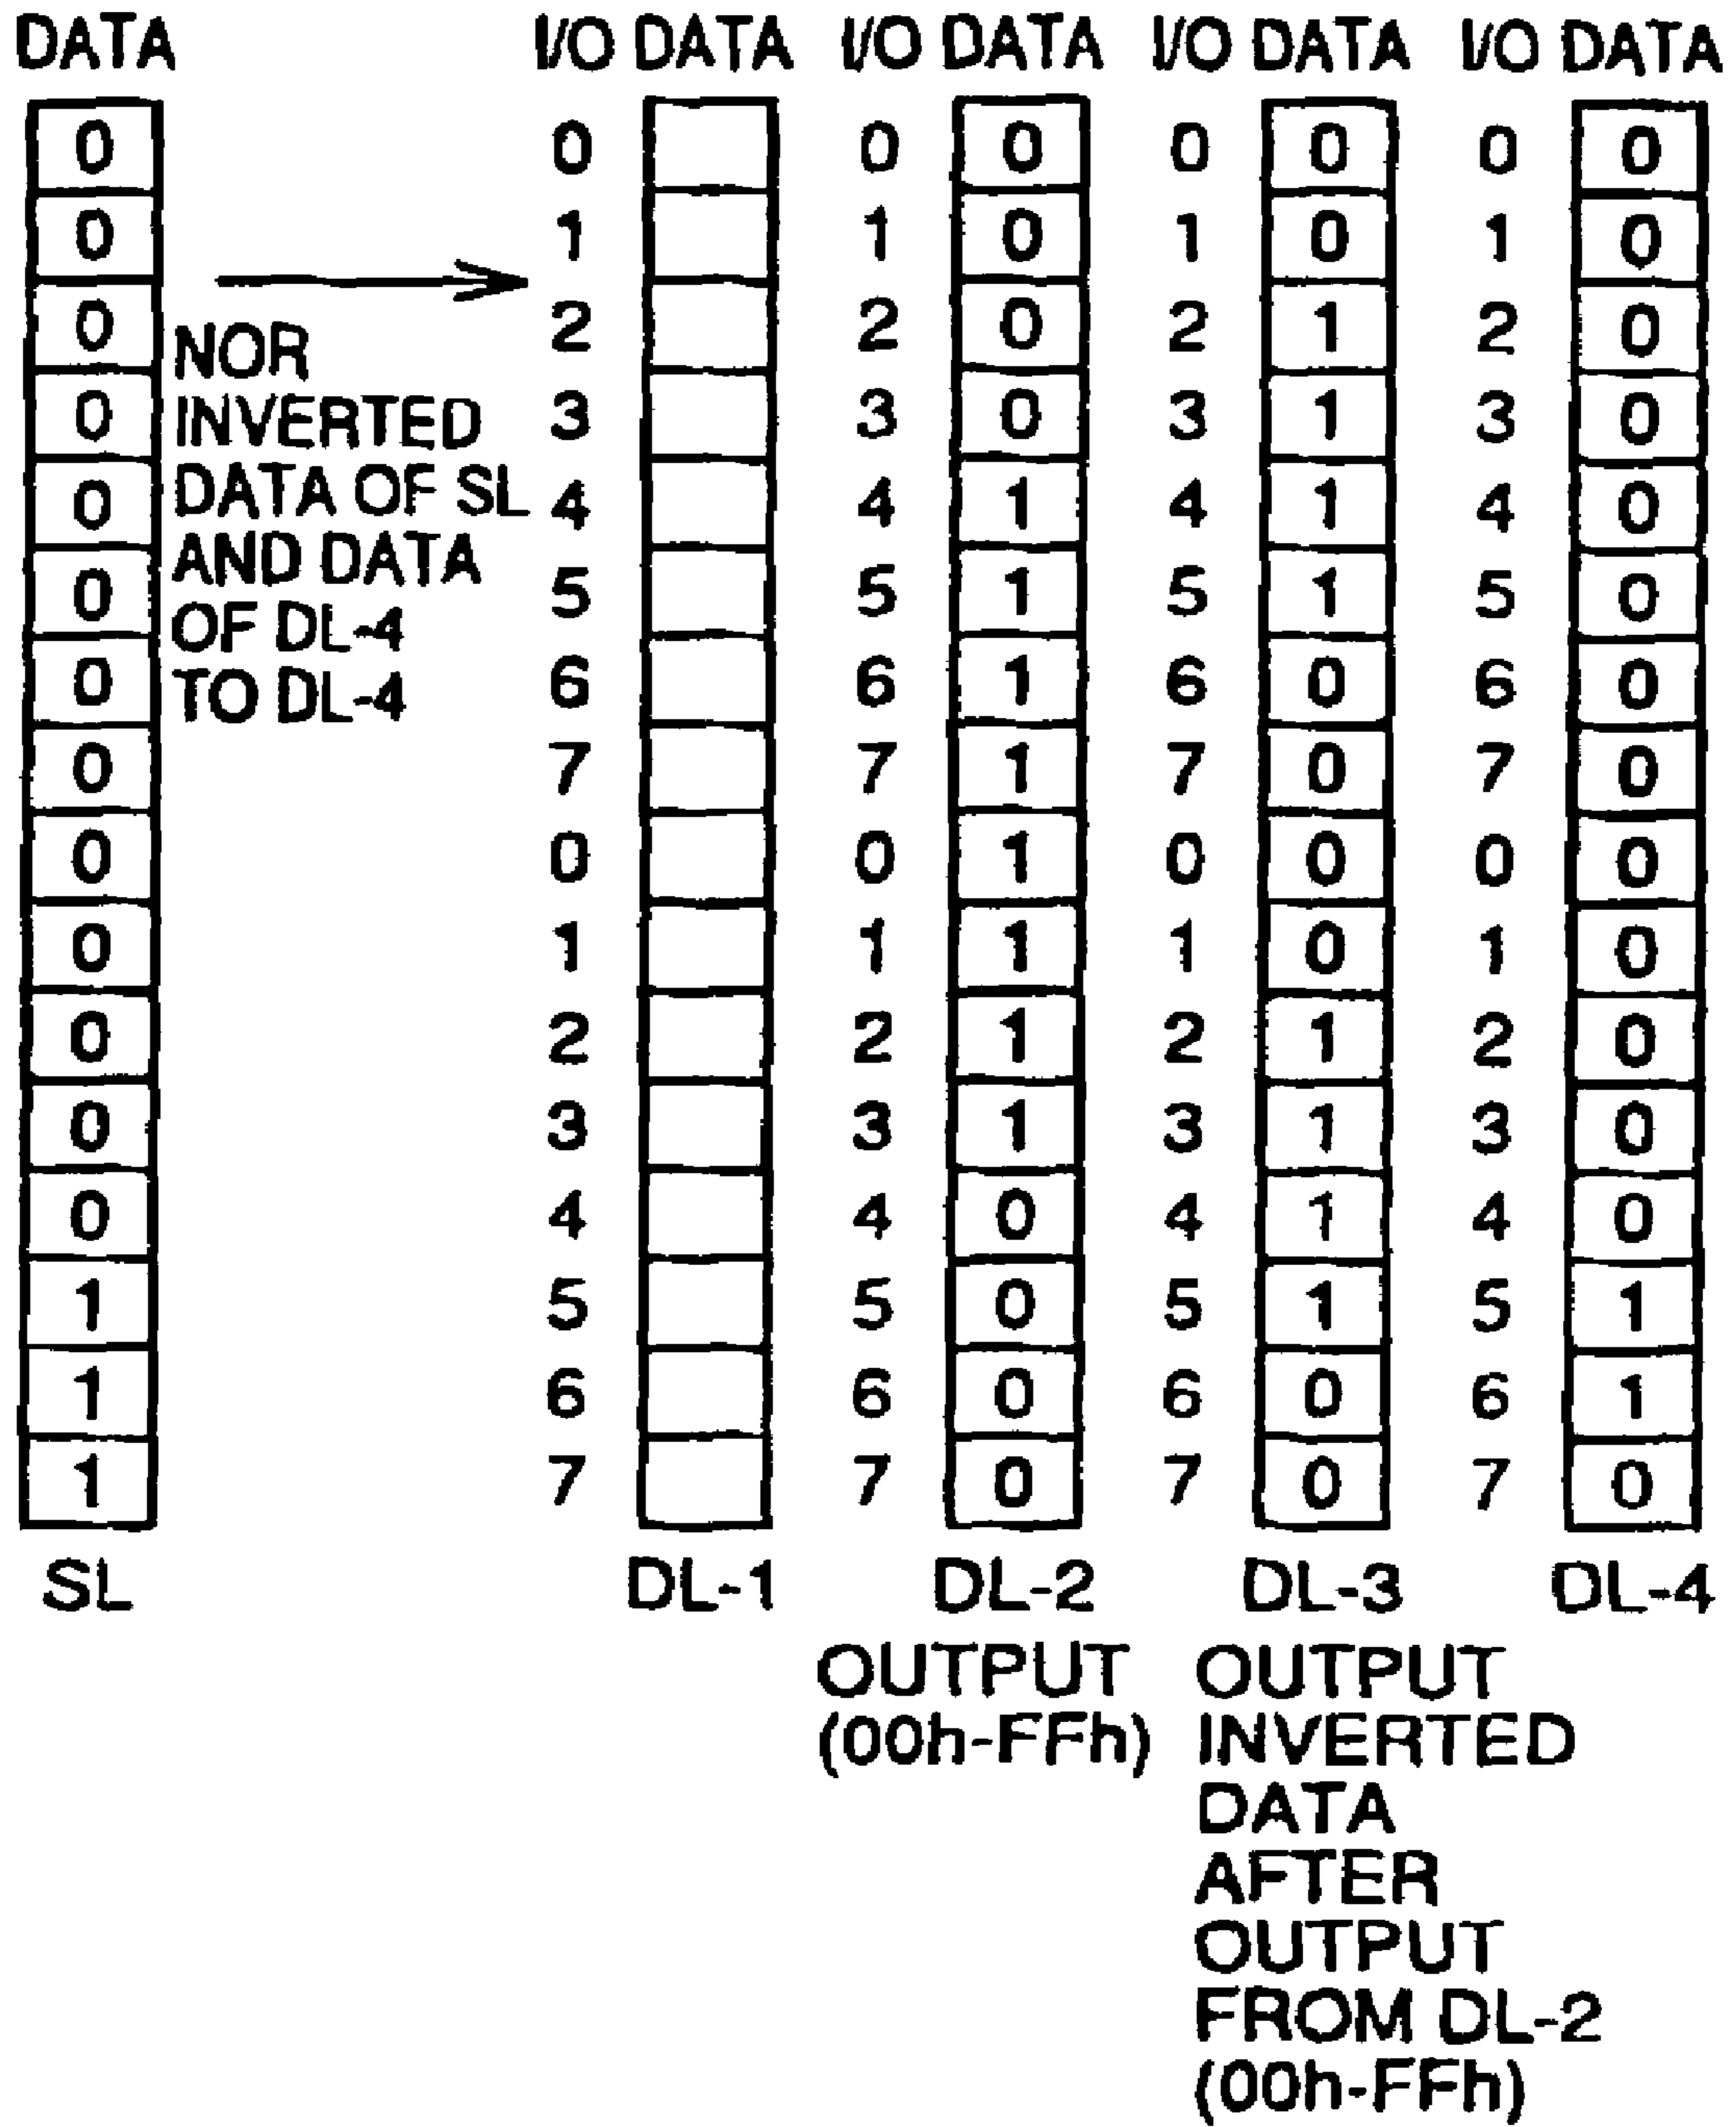 DATA I/O DATA I/O DATA I/O DATA I/O DATA
0 0 0 0 0 0 0 0
0 1 1 0 1 0 1 0
0 2 2 0 2 1 2 0
0 3 3 0 3 1 3 0
0 4 4 1 4 1 4 0
0 5 5 1 5 1 5 0
0 6 6 1 6 0 6 0
0 7 7 1 7 0 7 0
0 0 0 1 0 0 0 0
0 1 1 1 1 0 1 0
0 2 2 1 2 1 2 0
0 3 3 1 3 1 3 0
0 4 4 0 4 1 4 0
1 5 5 0 5 1 5 1
1 6 6 0 6 0 6 1
1 7 7 0 7 0 7 0
NOR
INVERTED
DATA OF SL
AND DATA
OF DL-4
TO DL-4
SL DL-1 DL-2 DL-3 DL-4
OUTPUT
(00h-FFh)
OUTPUT
INVERTED
DATA
AFTER
OUTPUT
FROM DL-2
(00h-FFh)